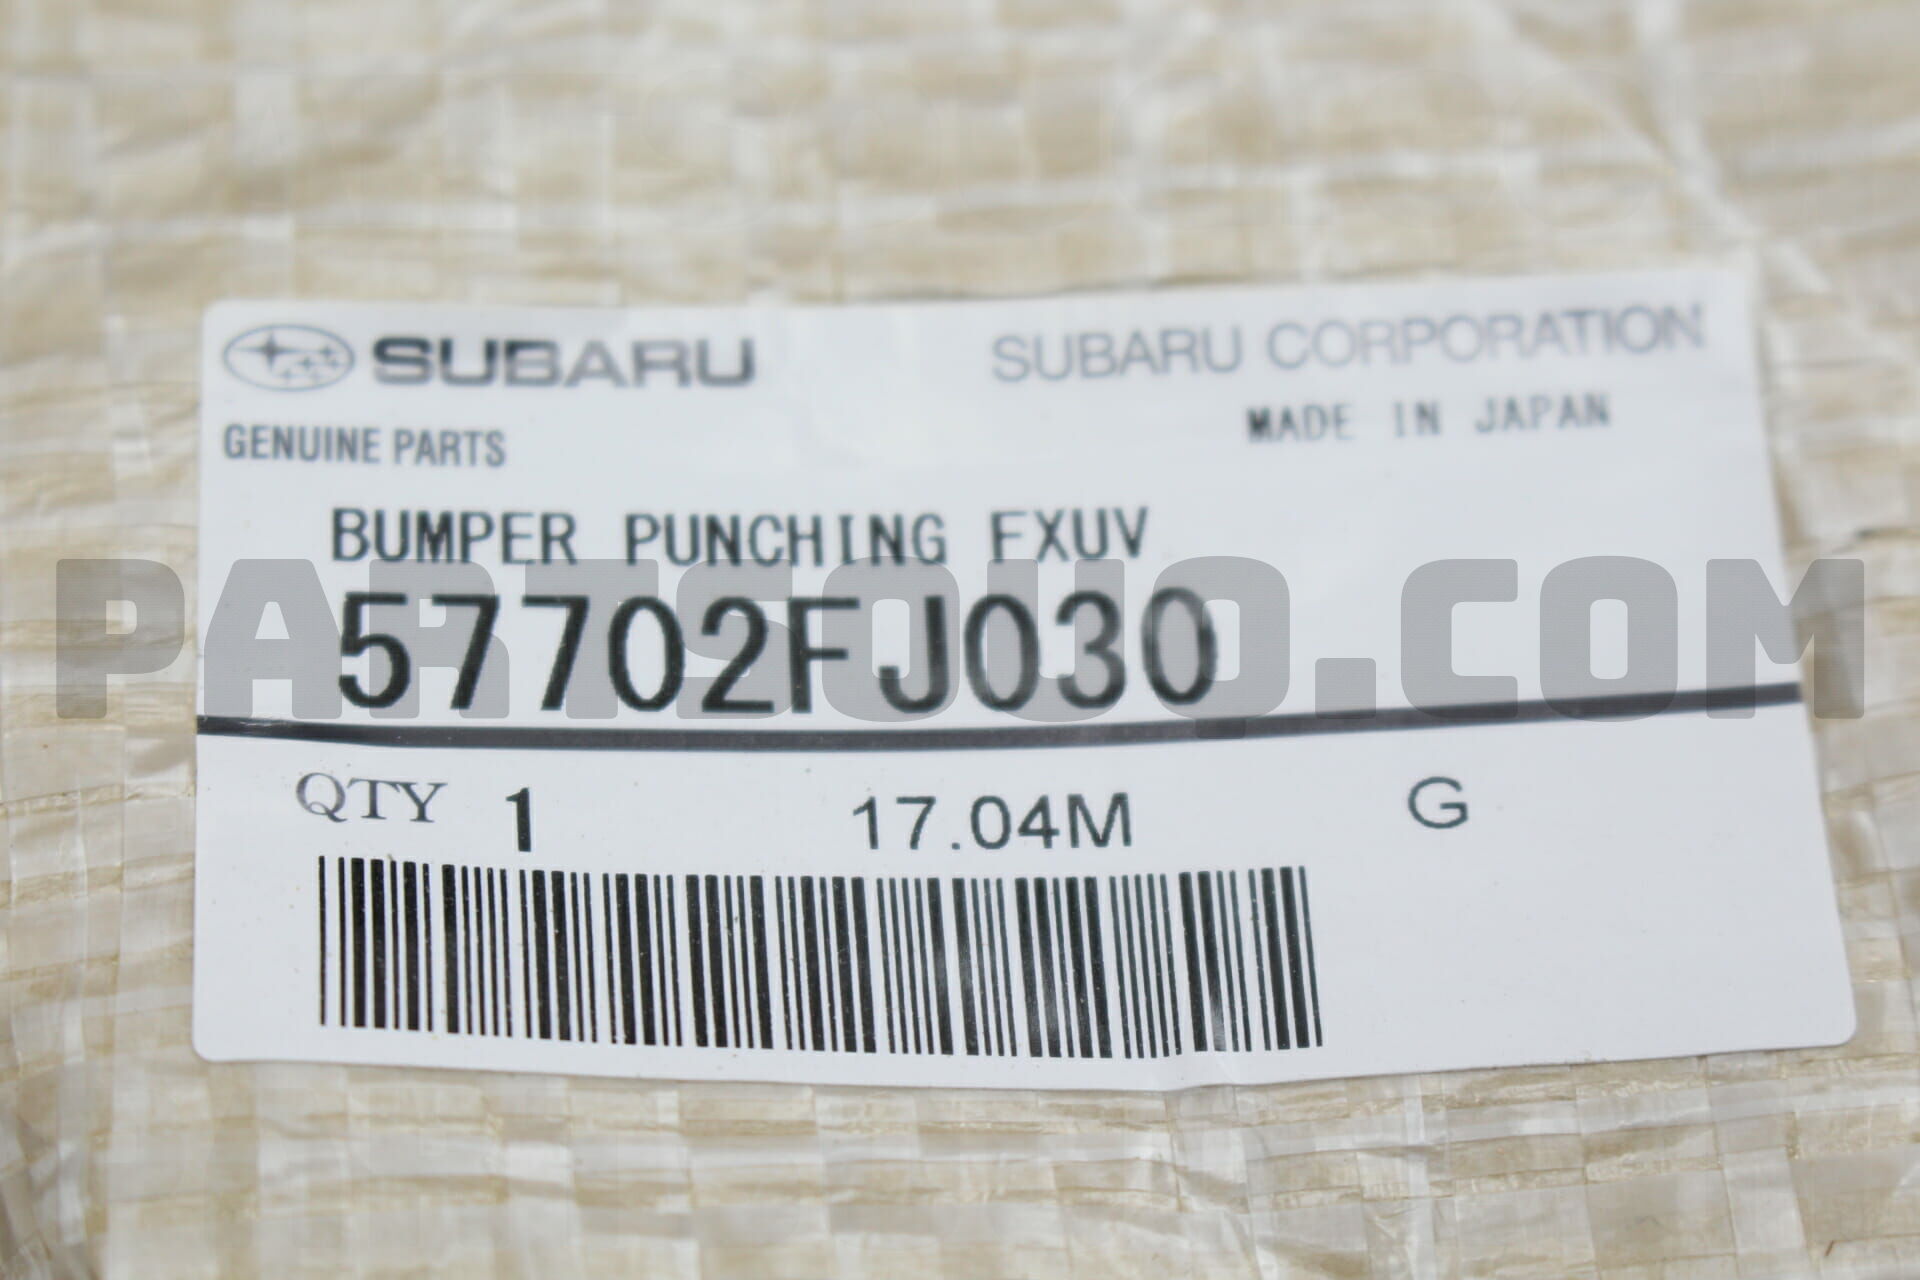 SUBARU
SUBARU CORPORATION
GENUINE PARTS
MADE IN JAPAN
BUMPER PUNCHING FXUV
57702FJ030
PARTSOUQ.COM
QTY 1 17.04M G